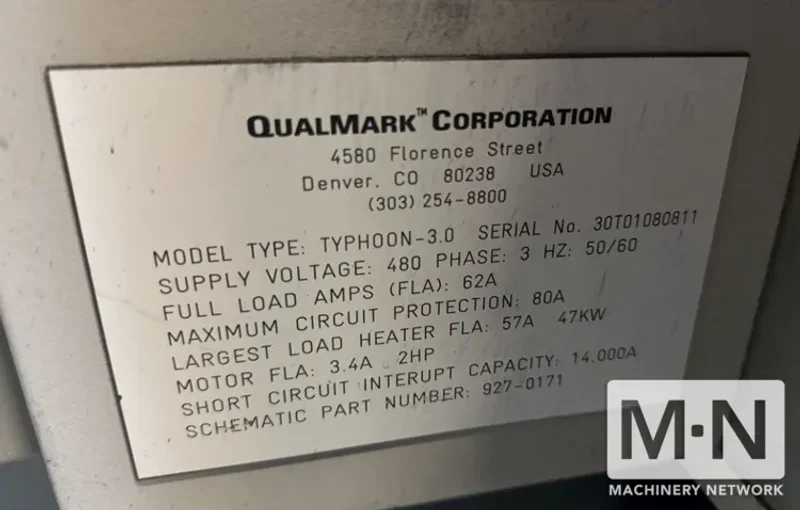 QUALMARK™ CORPORATION
4580 Florence Street
Denver, CO 80238 USA
(303) 254-8800
MODEL TYPE: TYPHOON-3.0 SERIAL No. 30T01080811
SUPPLY VOLTAGE: 480 PHASE: 3 HZ: 50/60
FULL LOAD AMPS (FLA): 62A
MAXIMUM CIRCUIT PROTECTION: 80A
LARGEST LOAD HEATER FLA: 57A 47KW
MOTOR FLA: 3.4A 2HP
SHORT CIRCUIT INTERUPT CAPACITY: 14,000A
SCHEMATIC PART NUMBER: 927-0171
M·N
MACHINERY NETWORK